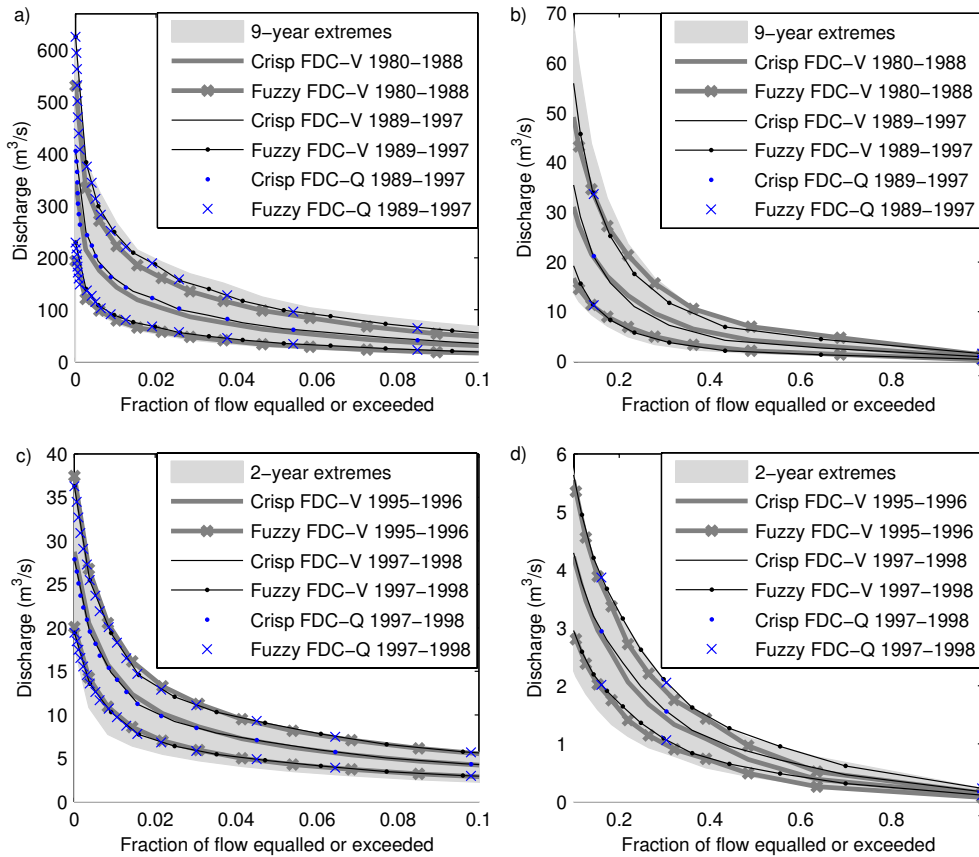 a)
9−year extremes
Crisp FDC−V 1980−1988
Fuzzy FDC−V 1980−1988
Crisp FDC−V 1989−1997
Fuzzy FDC−V 1989−1997
Crisp FDC−Q 1989−1997
Fuzzy FDC−Q 1989−1997
600
500
400
300
200
100
0
Discharge (m³/s)
0 0.02 0.04 0.06 0.08 0.1
Fraction of flow equalled or exceeded
b)
9−year extremes
Crisp FDC−V 1980−1988
Fuzzy FDC−V 1980−1988
Crisp FDC−V 1989−1997
Fuzzy FDC−V 1989−1997
Crisp FDC−Q 1989−1997
Fuzzy FDC−Q 1989−1997
70
60
50
40
30
20
10
0
Discharge (m³/s)
0.2 0.4 0.6 0.8
Fraction of flow equalled or exceeded
c)
2−year extremes
Crisp FDC−V 1995−1996
Fuzzy FDC−V 1995−1996
Crisp FDC−V 1997−1998
Fuzzy FDC−V 1997−1998
Crisp FDC−Q 1997−1998
Fuzzy FDC−Q 1997−1998
40
35
30
25
20
15
10
5
0
Discharge (m³/s)
0 0.02 0.04 0.06 0.08 0.1
Fraction of flow equalled or exceeded
d)
2−year extremes
Crisp FDC−V 1995−1996
Fuzzy FDC−V 1995−1996
Crisp FDC−V 1997−1998
Fuzzy FDC−V 1997−1998
Crisp FDC−Q 1997−1998
Fuzzy FDC−Q 1997−1998
6
5
4
3
2
1
0
Discharge (m³/s)
0.2 0.4 0.6 0.8
Fraction of flow equalled or exceeded